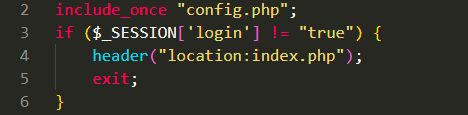 2 include_once "config.php";
3 if ($_SESSION['login'] != "true") {
4 header("location:index.php");
5 exit;
6 }